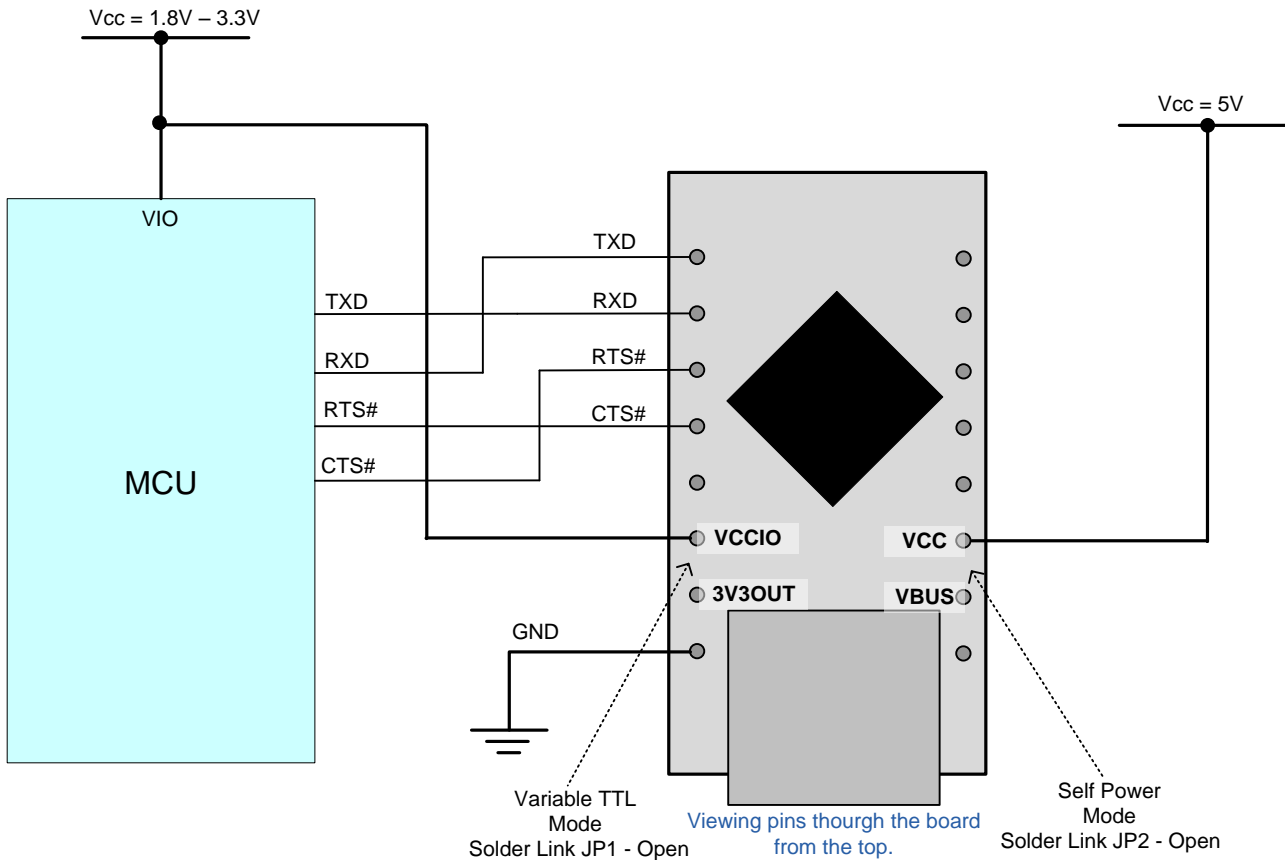 Vcc = 1.8V – 3.3V
Vcc = 5V
VIO
TXD
TXD
RXD
RXD
RTS#
RTS#
CTS#
CTS#
MCU
VCCIO
VCC
3V3OUT
VBUS
GND
Variable TTL
Mode
Solder Link JP1 - Open
Viewing pins thourgh the board
from the top.
Self Power
Mode
Solder Link JP2 - Open